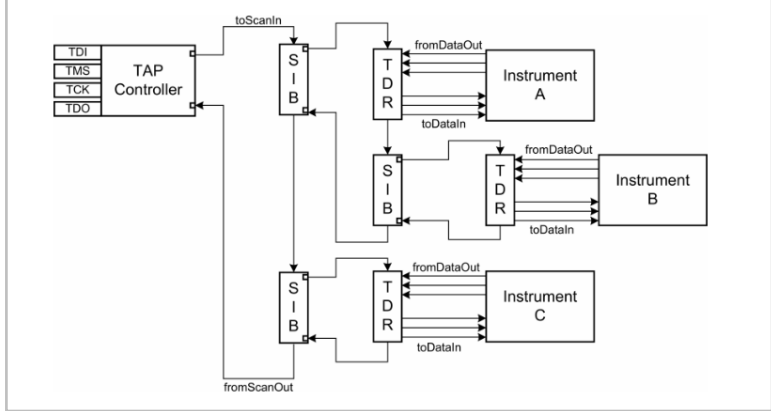 toScanIn
TDI
TMS
TCK
TDO
TAP
Controller
S
I
B
T
D
R
fromDataOut
toDataIn
Instrument
A
S
I
B
T
D
R
fromDataOut
toDataIn
Instrument
B
S
I
B
T
D
R
fromDataOut
toDataIn
Instrument
C
fromScanOut